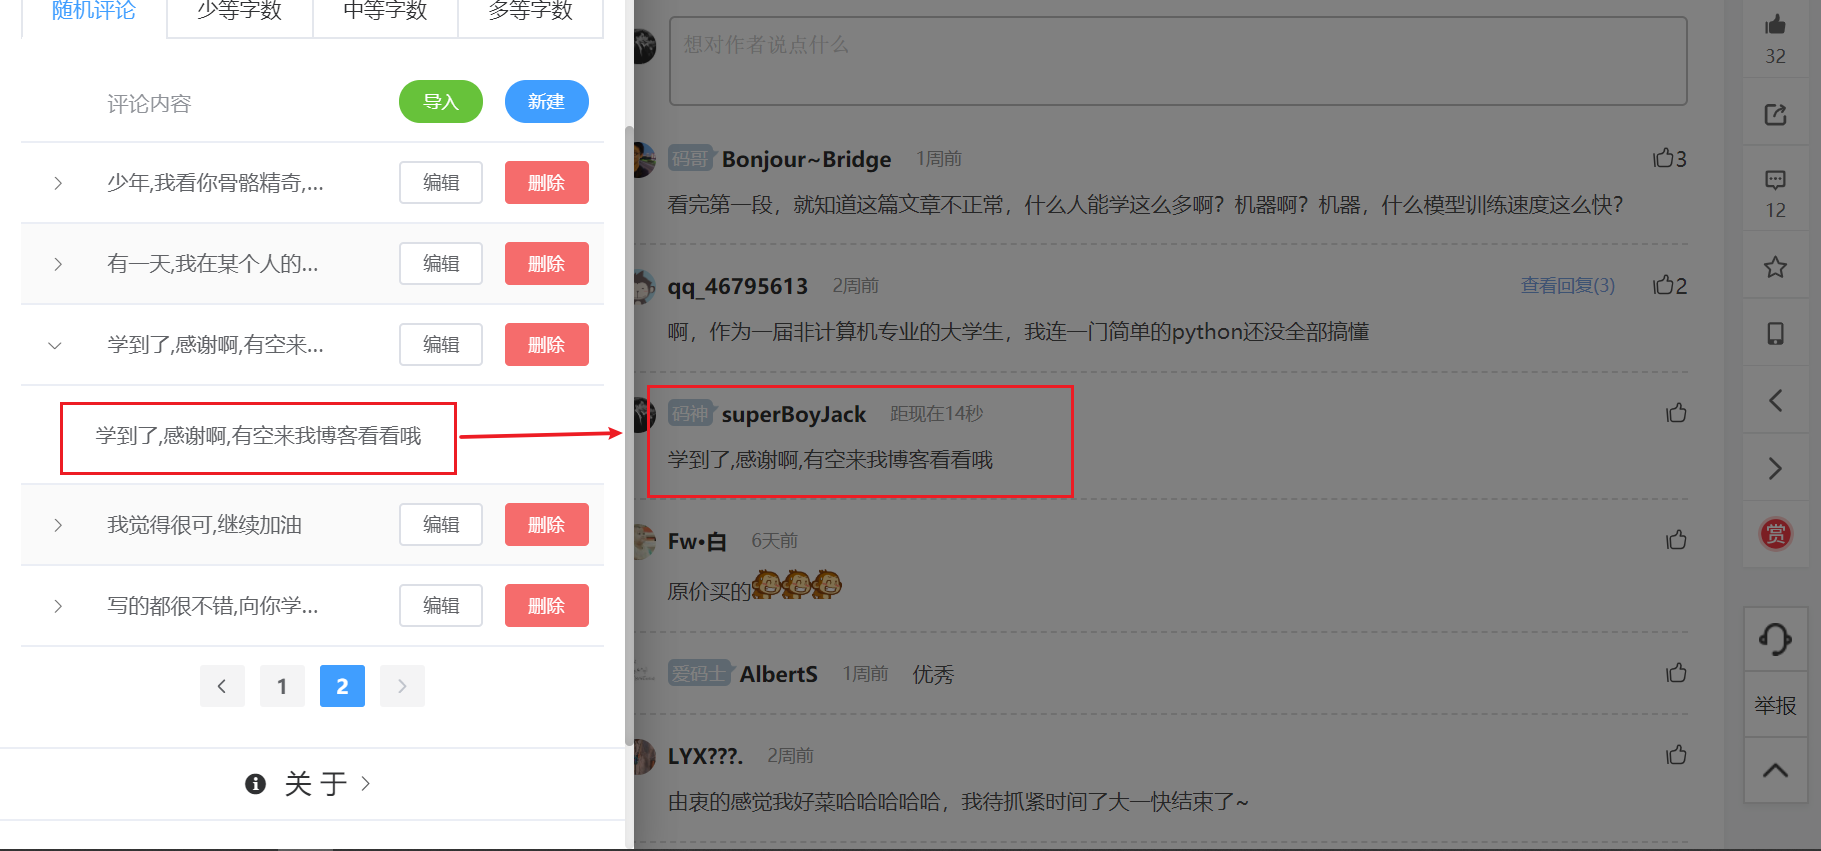 随机评论 少等字数 中等字数 多等字数
评论内容 导入 新建
少年,我看你骨骼精奇,... 编辑 删除
有一天,我在某个人的... 编辑 删除
学到了,感谢啊,有空来... 编辑 删除
学到了,感谢啊,有空来我博客看看哦
我觉得很可,继续加油 编辑 删除
写的都很不错,向你学... 编辑 删除
1 2
关于
想对作者说点什么
码哥 Bonjour~Bridge 1周前 3
看完第一段，就知道这篇文章不正常，什么人能学这么多啊？机器啊？机器，什么模型训练速度这么快？
qq_46795613 2周前 查看回复(3) 2
啊，作为一届非计算机专业的大学生，我连一门简单的python还没全部搞懂
码神 superBoyJack 距现在14秒
学到了,感谢啊,有空来我博客看看哦
Fw•白 6天前
原价买的
爱码士 AlbertS 1周前 优秀
LYX???. 2周前
由衷的感觉我好菜哈哈哈哈哈，我待抓紧时间了大一快结束了~
32
12
赏
举报